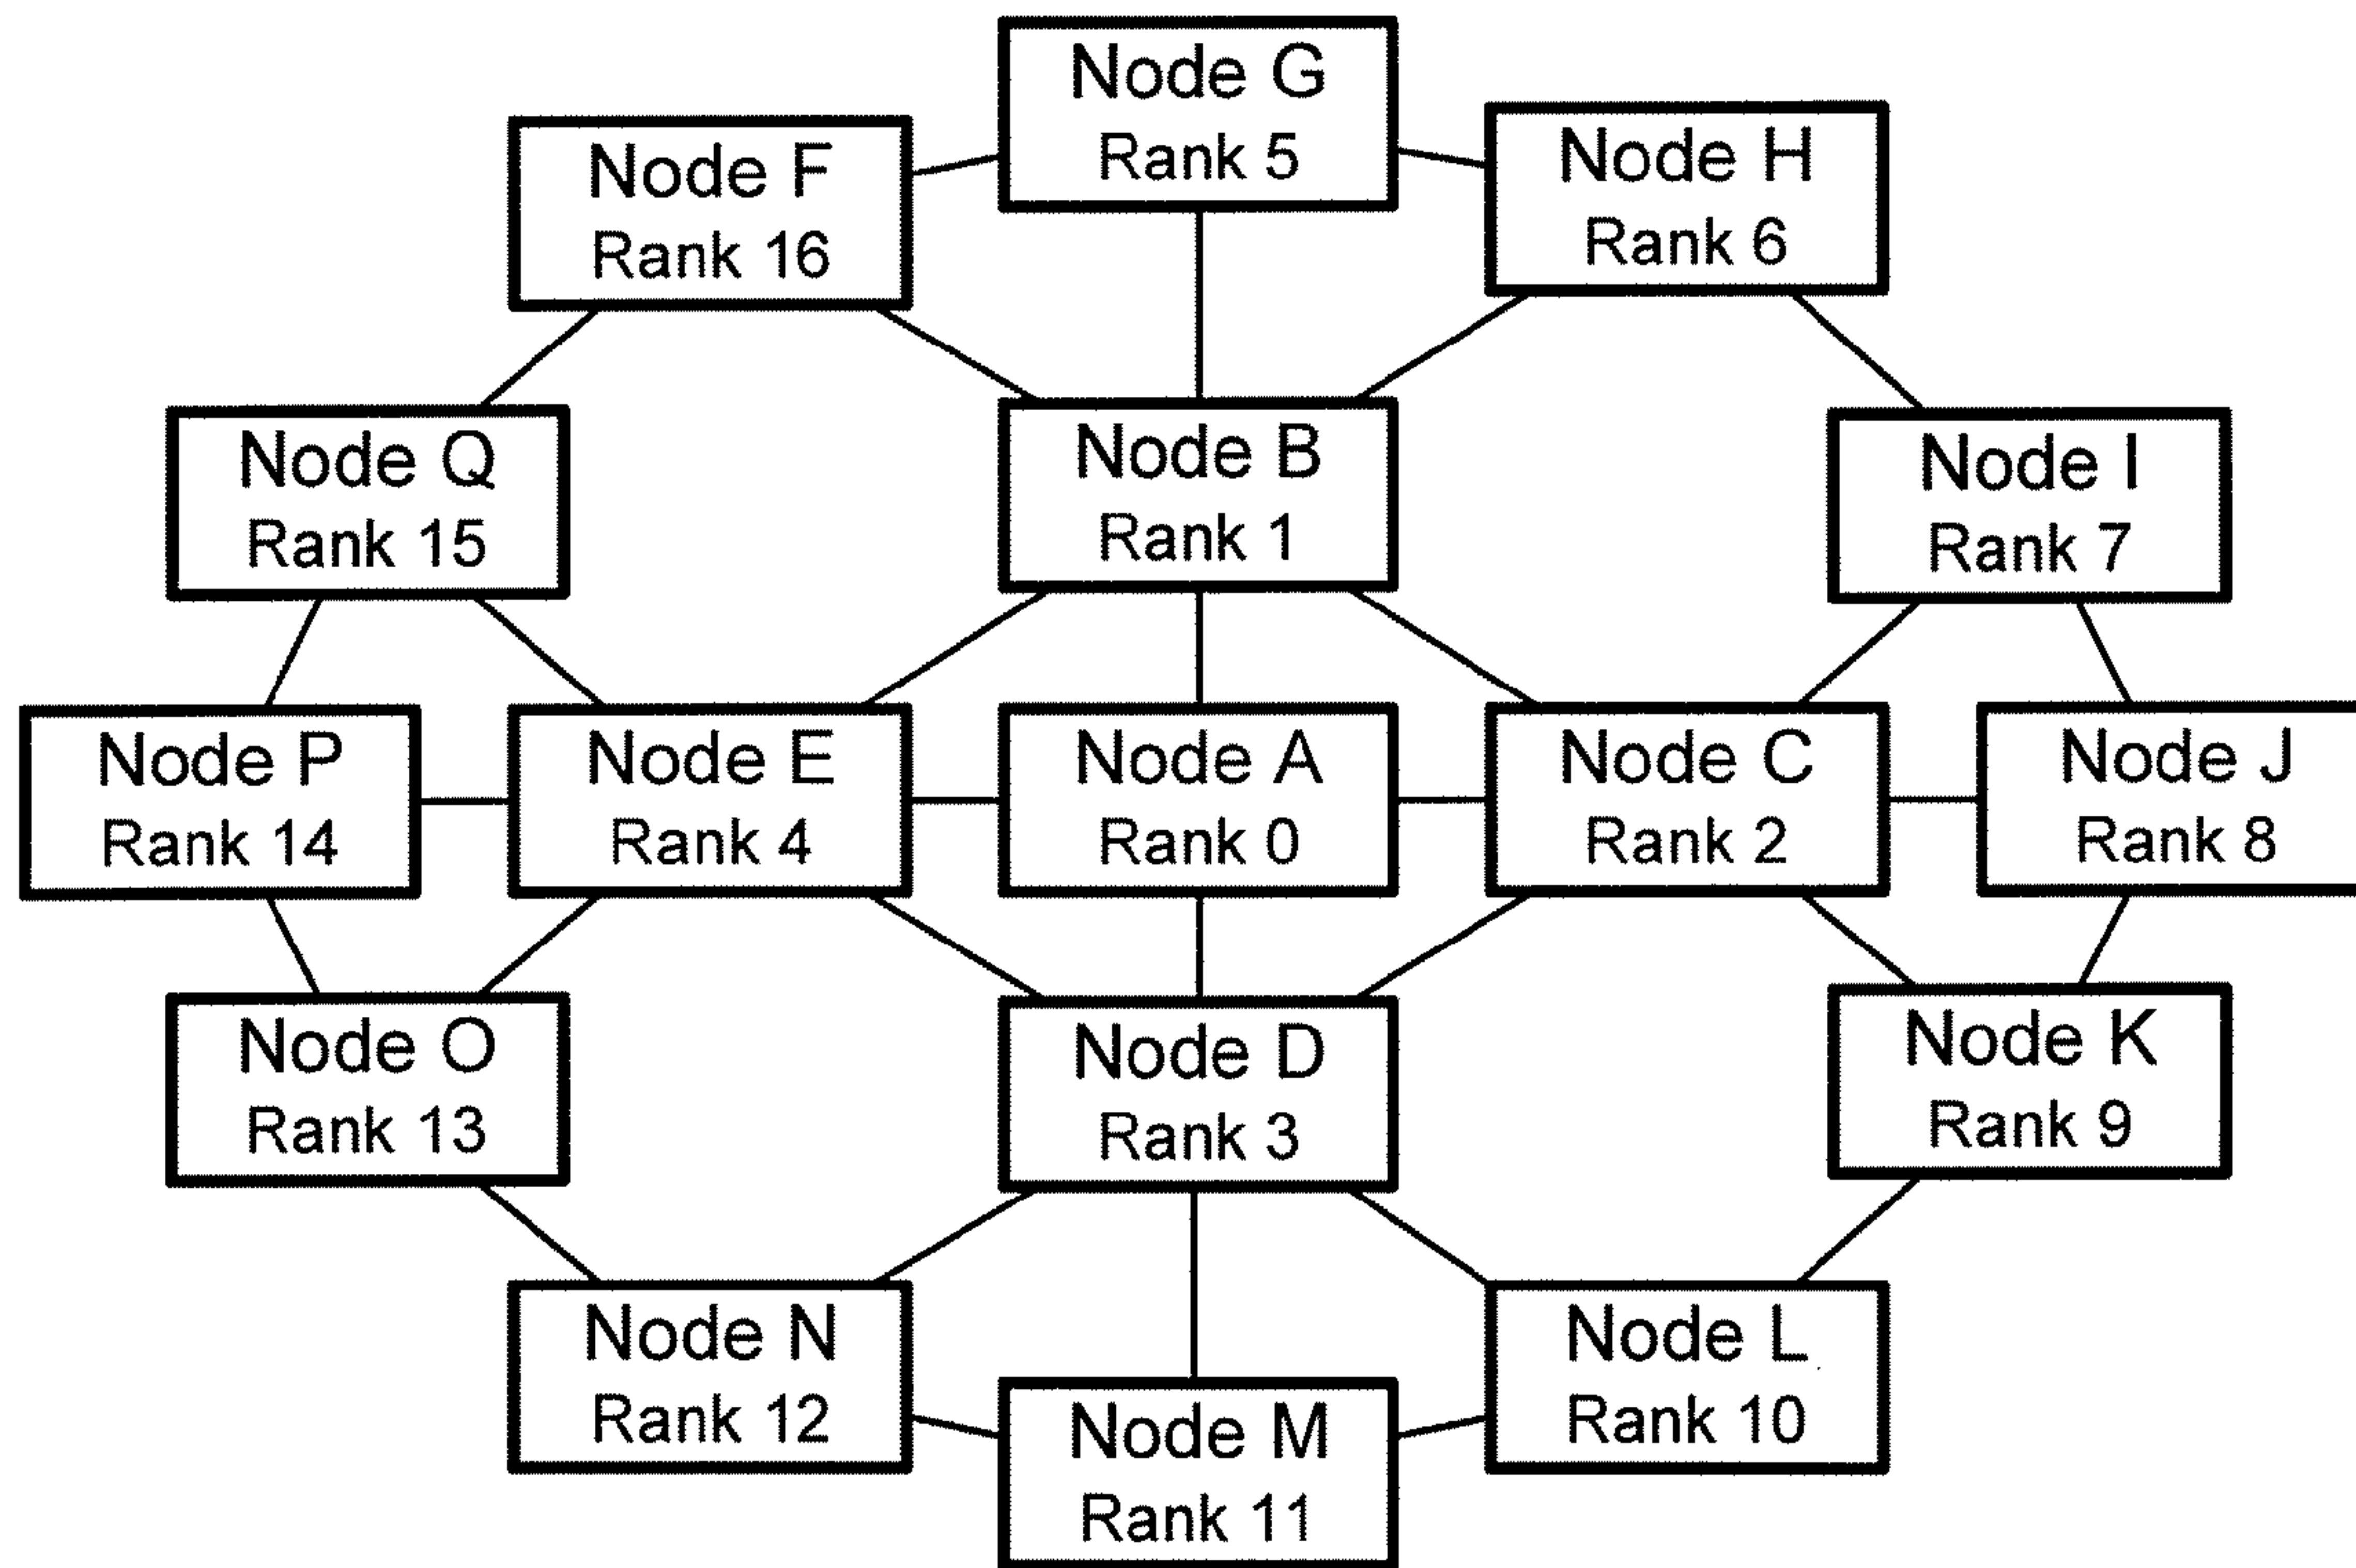 Node G
Rank 5
Node F
Rank 16
Node H
Rank 6
Node Q
Rank 15
Node B
Rank 1
Node I
Rank 7
Node P
Rank 14
Node E
Rank 4
Node A
Rank 0
Node C
Rank 2
Node J
Rank 8
Node O
Rank 13
Node D
Rank 3
Node K
Rank 9
Node N
Rank 12
Node L
Rank 10
Node M
Rank 11